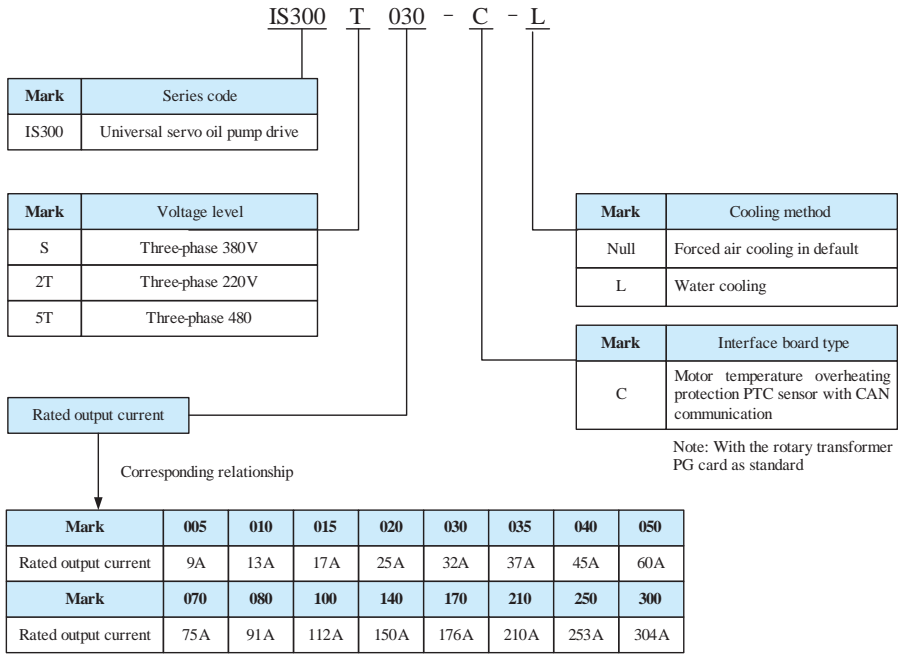 IS300 T 030 - C - L
Mark Series code
IS300 Universal servo oil pump drive
Mark Voltage level
S Three-phase 380V
2T Three-phase 220V
5T Three-phase 480
Mark Cooling method
Null Forced air cooling in default
L Water cooling
Mark Interface board type
C Motor temperature overheating
protection PTC sensor with CAN
communication
Note: With the rotary transformer
PG card as standard
Rated output current
Corresponding relationship
Mark 005 010 015 020 030 035 040 050
Rated output current 9A 13A 17A 25A 32A 37A 45A 60A
Mark 070 080 100 140 170 210 250 300
Rated output current 75A 91A 112A 150A 176A 210A 253A 304A